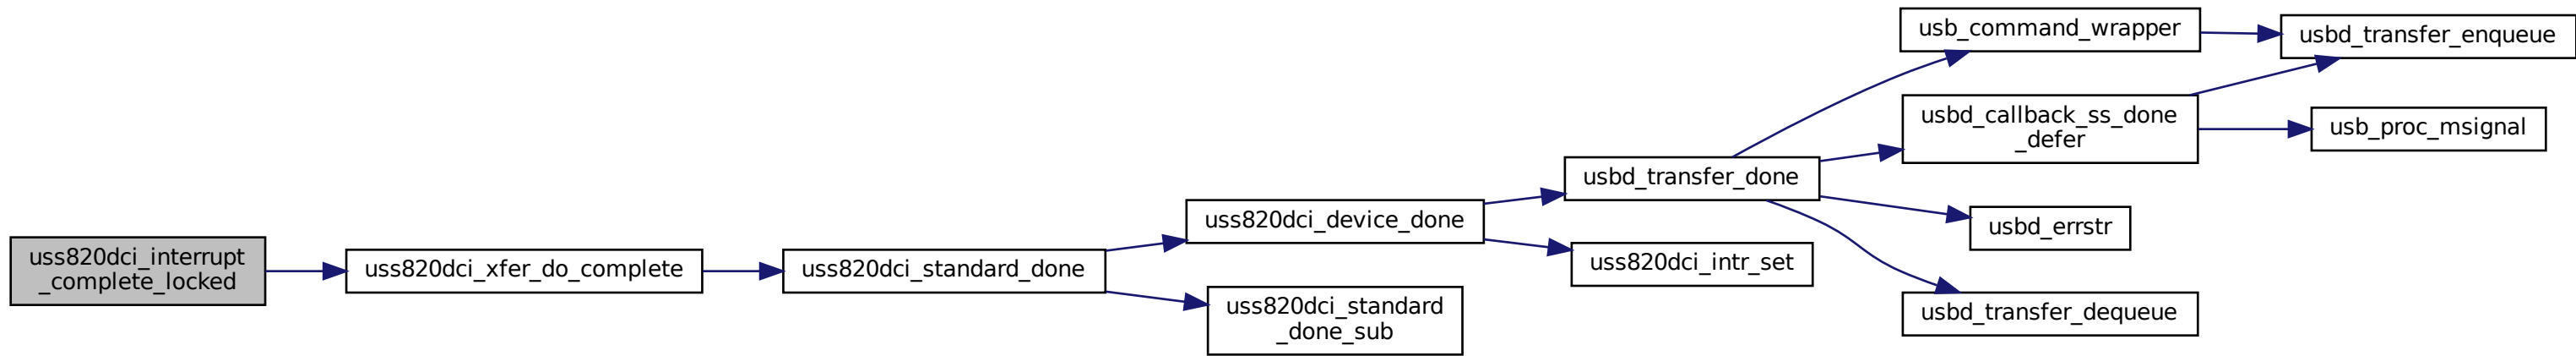 uss820dci_interrupt
_complete_locked
uss820dci_xfer_do_complete
uss820dci_standard_done
uss820dci_device_done
uss820dci_standard
_done_sub
usbd_transfer_done
uss820dci_intr_set
usb_command_wrapper
usbd_callback_ss_done
_defer
usbd_errstr
usbd_transfer_dequeue
usbd_transfer_enqueue
usb_proc_msignal